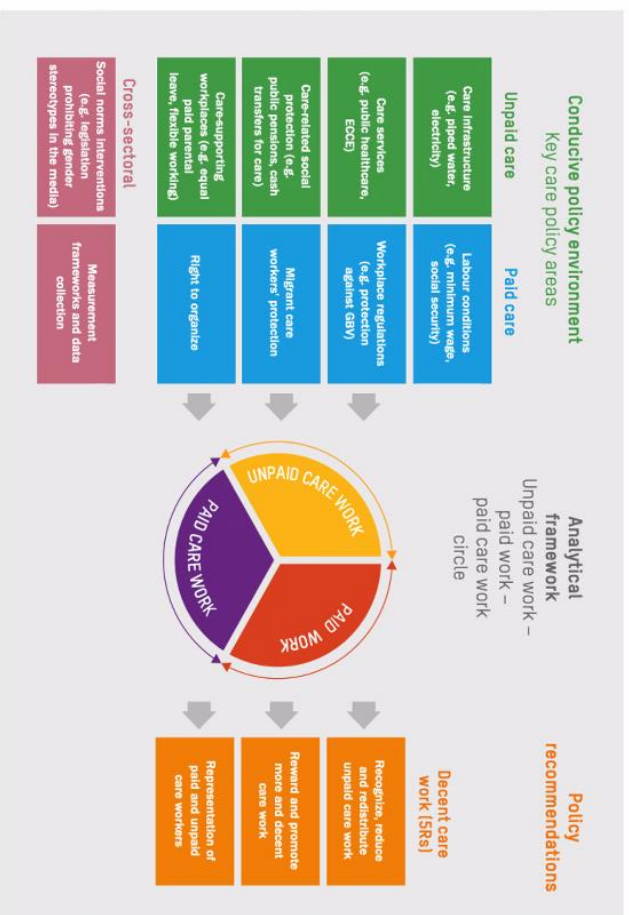 Conducive policy environment
Key care policy areas
Unpaid care
Paid care
Care infrastructure
(e.g. piped water,
electricity)
Labour conditions
(e.g. minimum wage,
social security)
Care services
(e.g. public healthcare,
ECCE)
Workplace regulations
(e.g. protection
against GBV)
Care-related social
protection (e.g.
public pensions, cash
transfers for care)
Migrant care
workers' protection
Care-supporting
workplaces (e.g. equal
paid parental
leave, flexible working)
Right to organize
Cross-sectoral
Social norms interventions
(e.g. legislation
prohibiting gender
stereotypes in the media)
Measurement
frameworks and data
collection
Analytical
framework
Unpaid care work –
paid work –
paid care work
circle
UNPAID CARE WORK
PAID WORK
PAID CARE WORK
Policy
recommendations
Decent care
work (5Rs)
Recognize, reduce
and redistribute
unpaid care work
Reward and promote
more and decent
care work
Representation of
paid and unpaid
care workers